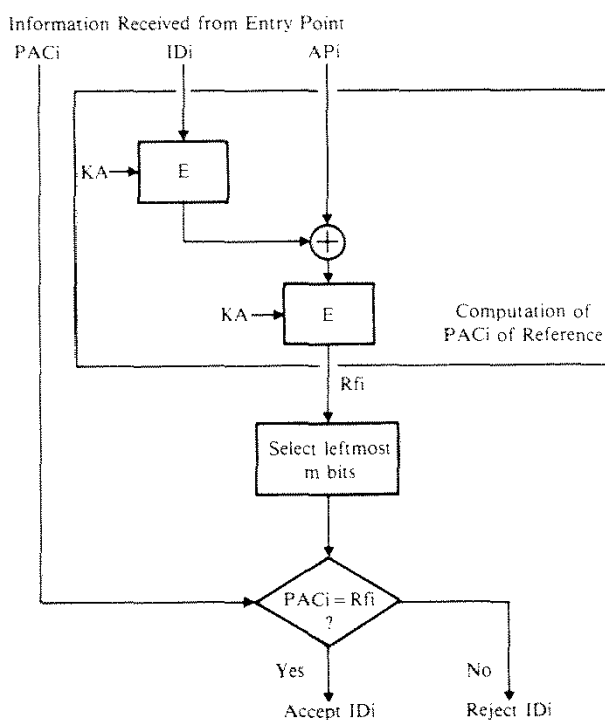 Information Received from Entry Point
PACi IDi APi
KA
E
+
KA
E
Computation of
PACi of Reference
Rfi
Select leftmost
m bits
PACi = Rfi
?
Yes
No
Accept IDi
Reject IDi